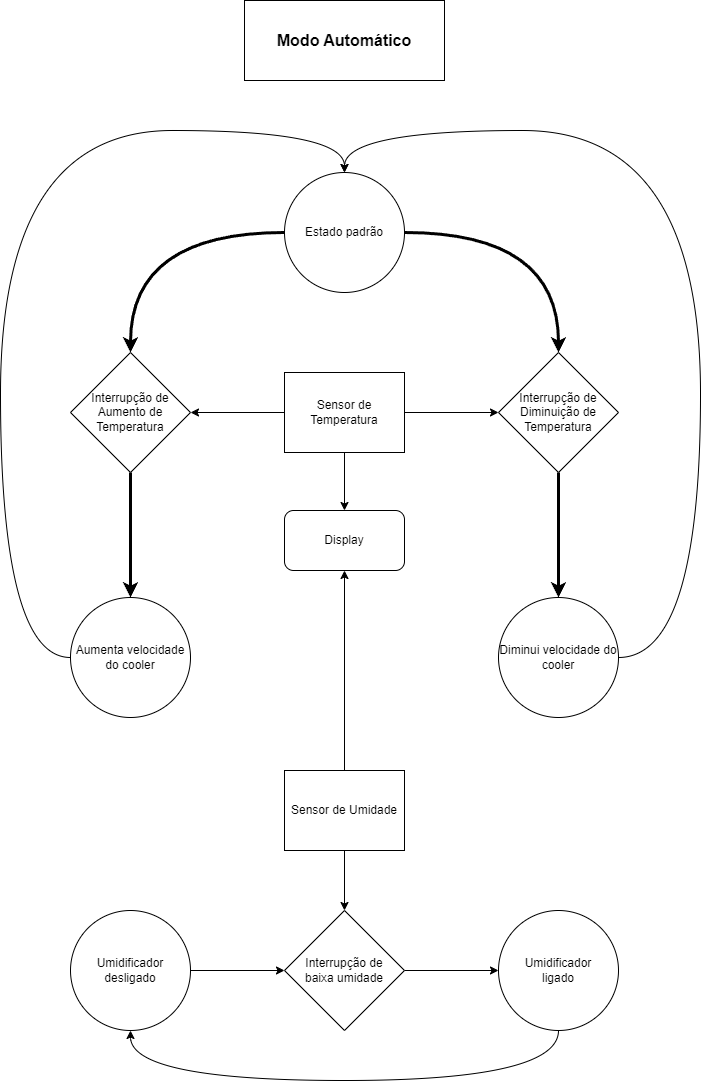 Modo Automático
Estado padrão
Interrupção de
Aumento de
Temperatura
Sensor de
Temperatura
Interrupção de
Diminuição de
Temperatura
Display
Aumenta velocidade
do cooler
Diminui velocidade do
cooler
Sensor de Umidade
Umidificador
desligado
Interrupção de
baixa umidade
Umidificador
ligado